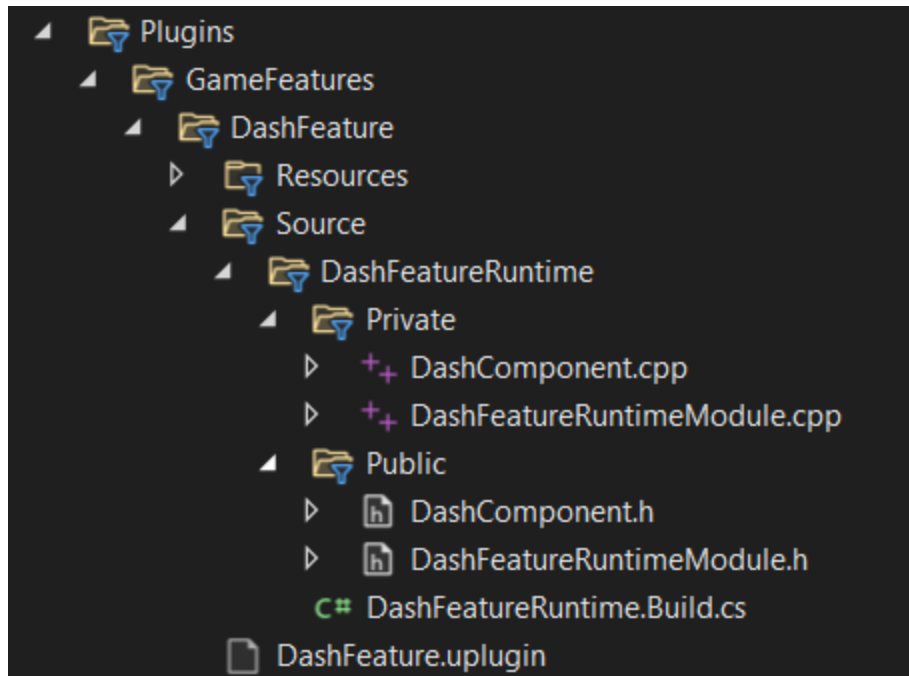 Plugins
GameFeatures
DashFeature
Resources
Source
DashFeatureRuntime
Private
DashComponent.cpp
DashFeatureRuntimeModule.cpp
Public
DashComponent.h
DashFeatureRuntimeModule.h
C# DashFeatureRuntime.Build.cs
DashFeature.uplugin